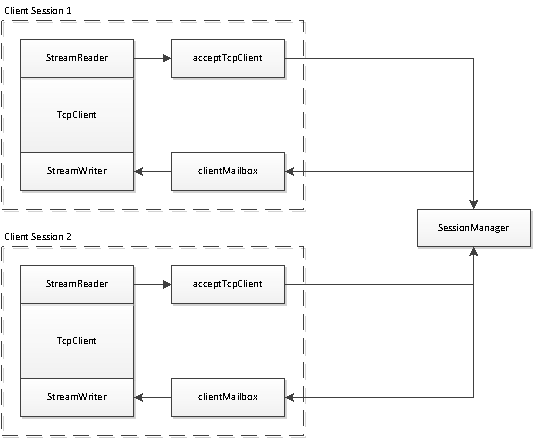 Client Session 1
StreamReader
acceptTcpClient
TcpClient
StreamWriter
clientMailbox
SessionManager
Client Session 2
StreamReader
acceptTcpClient
TcpClient
StreamWriter
clientMailbox